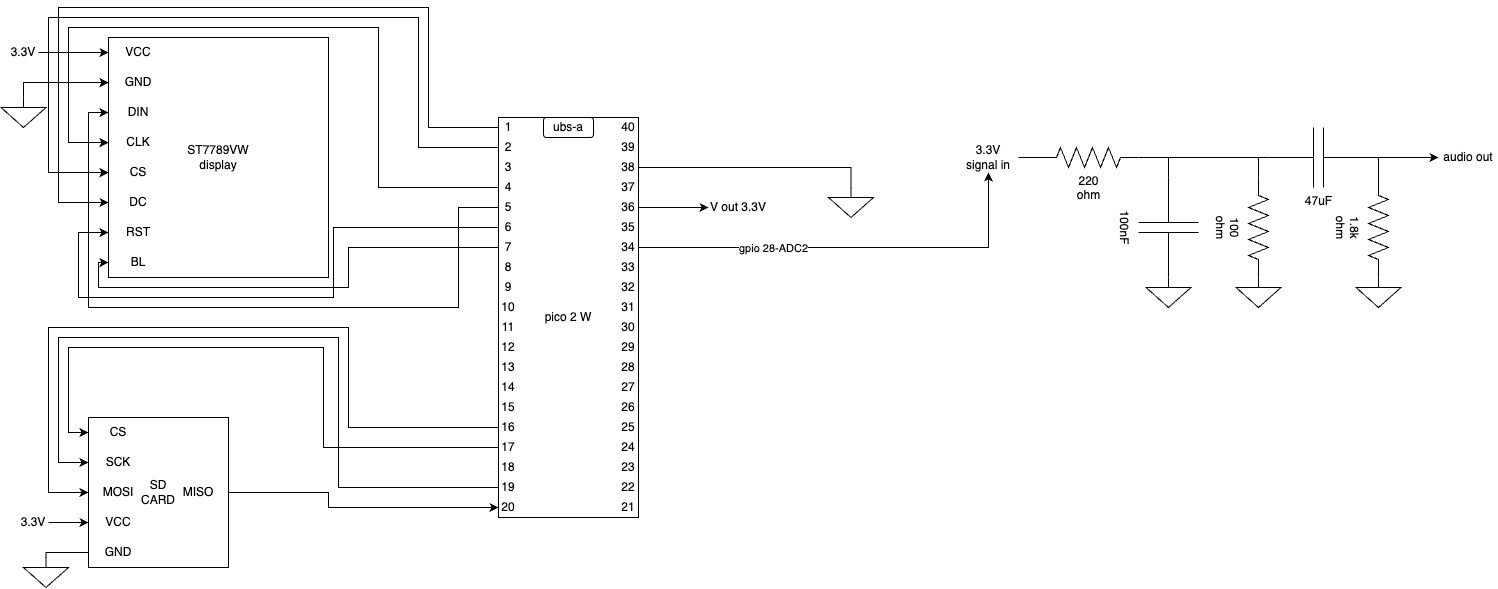 3.3V
VCC
GND
DIN
CLK
CS
DC
RST
BL
ST7789VW
display
ubs-a
1
2
3
4
5
6
7
8
9
10
11
12
13
14
15
16
17
18
19
20
40
39
38
37
36
35
34
33
32
31
30
29
28
27
26
25
24
23
22
21
pico 2 W
V out 3.3V
gpio 28-ADC2
3.3V
signal in
220
ohm
100nF
100
ohm
47uF
1.8k
ohm
audio out
CS
SCK
MOSI
SD
CARD
MISO
3.3V
VCC
GND